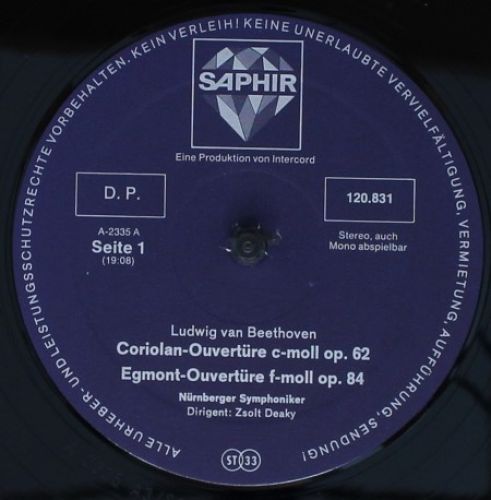 ALLE URHEBER- UND LEISTUNGSSCHUTZRECHTE VORBEHALTEN. KEIN VERLEIH! KEINE UNERLAUBTE VERVIELFÄLTIGUNG, VERMIETUNG, AUFFÜHRUNG, SENDUNG!
SAPHIR
Eine Produktion von Intercord
D. P.
120.831
A-2335 A
Seite 1
(19:08)
Stereo, auch
Mono abspielbar
Ludwig van Beethoven
Coriolan-Ouvertüre c-moll op. 62
Egmont-Ouvertüre f-moll op. 84
Nürnberger Symphoniker
Dirigent: Zsolt Deaky
ST 33